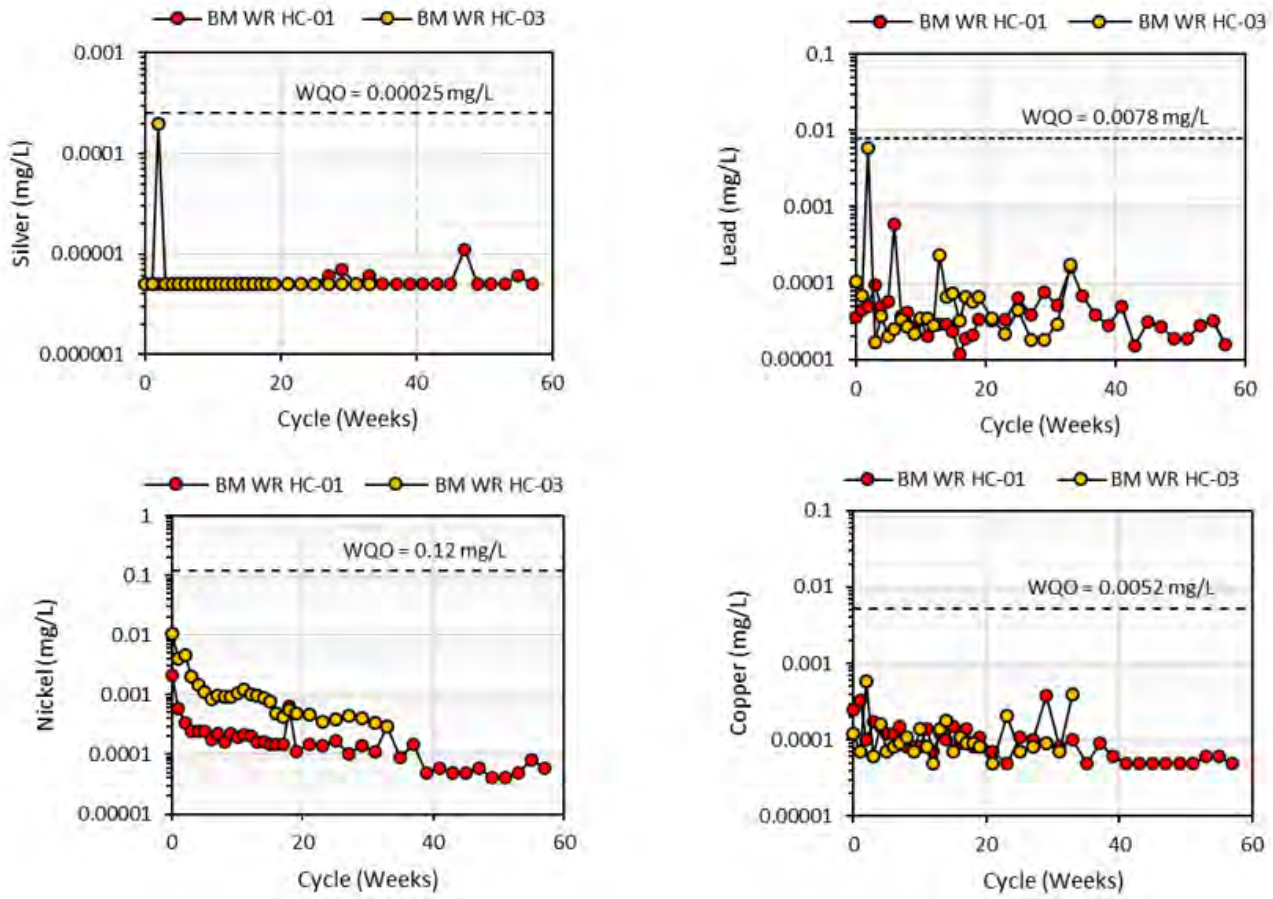 BM WR HC-01 BM WR HC-03
0.001
WQO = 0.00025 mg/L
0.0001
0.00001
0.000001
Silver (mg/L)
0 20 40 60
Cycle (Weeks)
BM WR HC-01 BM WR HC-03
0.1
WQO = 0.0078 mg/L
0.01
0.001
0.0001
0.00001
Lead (mg/L)
0 20 40 60
Cycle (Weeks)
BM WR HC-01 BM WR HC-03
1
WQO = 0.12 mg/L
0.1
0.01
0.001
0.0001
0.00001
Nickel (mg/L)
0 20 40 60
Cycle (Weeks)
BM WR HC-01 BM WR HC-03
0.1
0.01
WQO = 0.0052 mg/L
0.001
0.0001
0.00001
Copper (mg/L)
0 20 40 60
Cycle (Weeks)